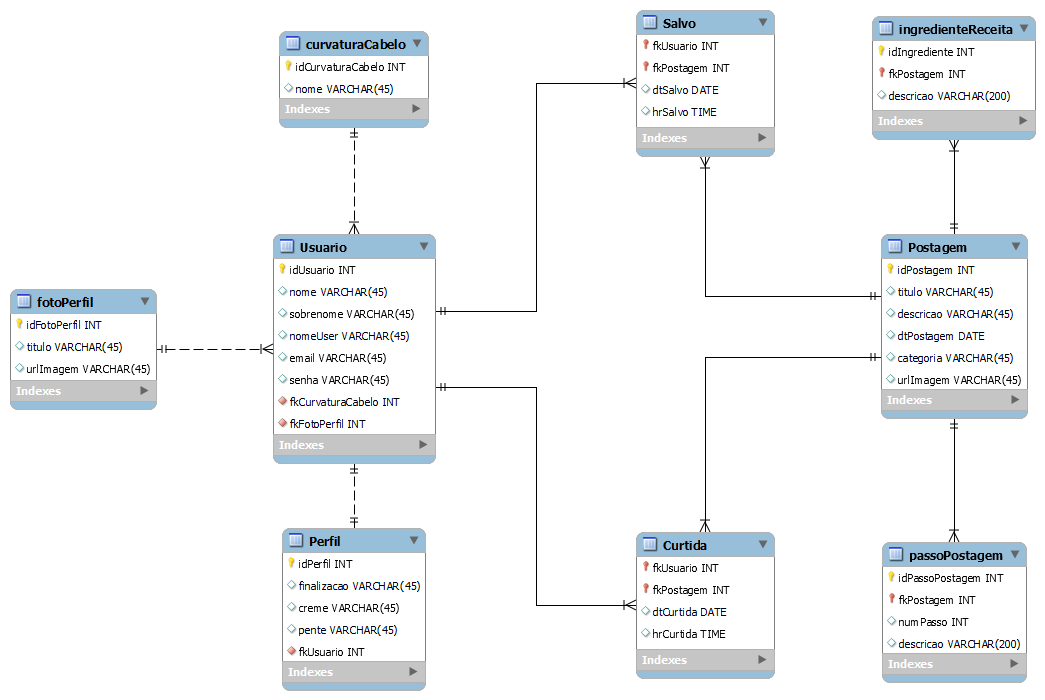 curvaturaCabelo
idCurvaturaCabelo INT
nome VARCHAR(45)
Indexes
Salvo
fkUsuario INT
fkPostagem INT
dtSalvo DATE
hrSalvo TIME
Indexes
ingredienteReceita
idIngrediente INT
fkPostagem INT
descricao VARCHAR(200)
Indexes
fotoPerfil
idFotoPerfil INT
titulo VARCHAR(45)
urlImagem VARCHAR(45)
Indexes
Usuario
idUsuario INT
nome VARCHAR(45)
sobrenome VARCHAR(45)
nomeUser VARCHAR(45)
email VARCHAR(45)
senha VARCHAR(45)
fkCurvaturaCabelo INT
fkFotoPerfil INT
Indexes
Postagem
idPostagem INT
titulo VARCHAR(45)
descricao VARCHAR(45)
dtPostagem DATE
categoria VARCHAR(45)
urlImagem VARCHAR(45)
Indexes
Perfil
idPerfil INT
finalizacao VARCHAR(45)
creme VARCHAR(45)
pente VARCHAR(45)
fkUsuario INT
Indexes
Curtida
fkUsuario INT
fkPostagem INT
dtCurtida DATE
hrCurtida TIME
Indexes
passoPostagem
idPassoPostagem INT
fkPostagem INT
numPasso INT
descricao VARCHAR(200)
Indexes